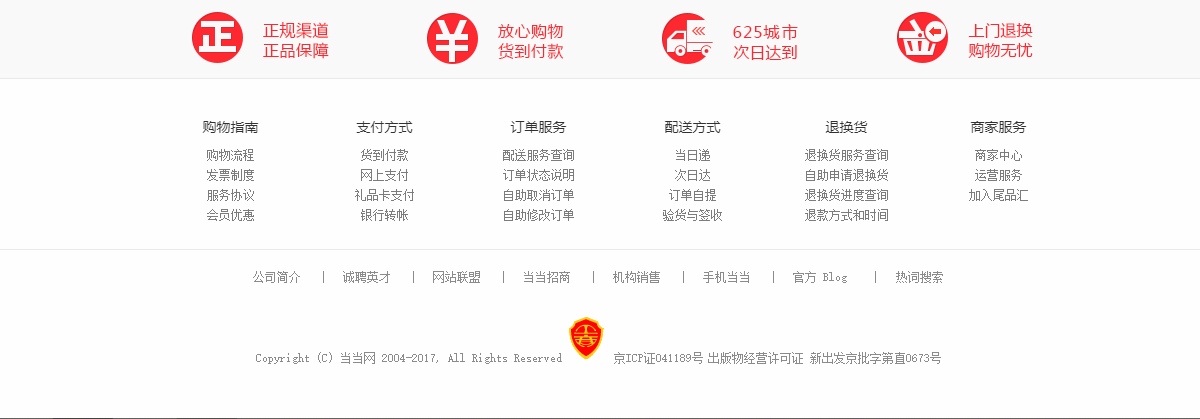 正 正规渠道
正品保障
¥ 放心购物
货到付款
625城市
次日达到
上门退换
购物无忧
购物指南 支付方式 订单服务 配送方式 退换货 商家服务
购物流程 货到付款 配送服务查询 当日递 退换货服务查询 商家中心
发票制度 网上支付 订单状态说明 次日达 自助申请退换货 运营服务
服务协议 礼品卡支付 自助取消订单 订单自提 退换货进度查询 加入尾品汇
会员优惠 银行转帐 自助修改订单 验货与签收 退款方式和时间
公司简介 | 诚聘英才 | 网站联盟 | 当当招商 | 机构销售 | 手机当当 | 官方 Blog | 热词搜索
Copyright (C) 当当网 2004-2017, All Rights Reserved 京ICP证041189号 出版物经营许可证 新出发京批字第直0673号